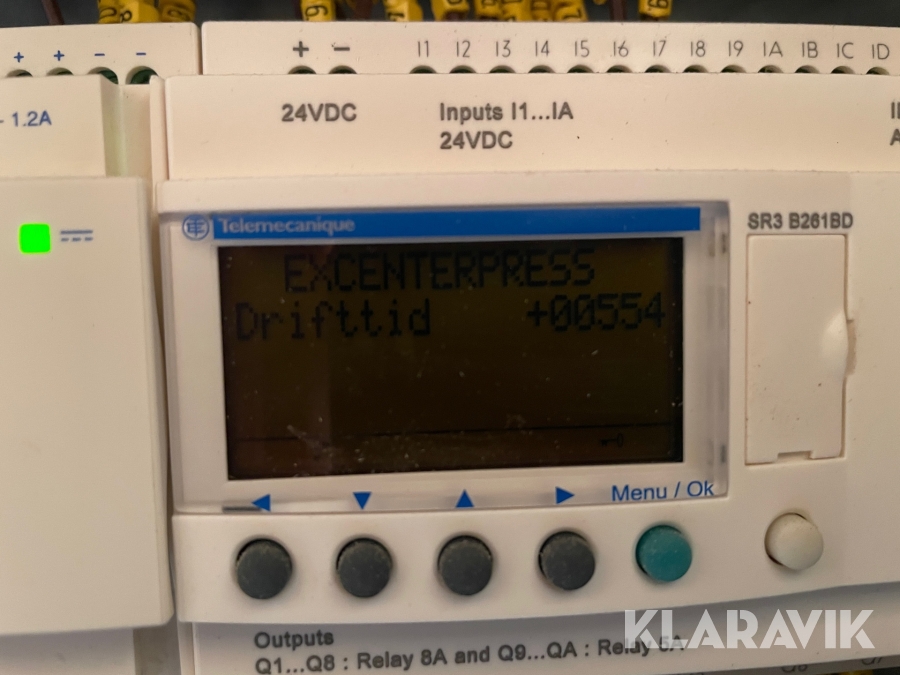 + + - -
+ - I1 I2 I3 I4 I5 I6 I7 I8 I9 IA IB IC ID
- 1.2A
24VDC
Inputs I1...IA
24VDC
Telemecanique
SR3 B261BD
EXCENTERPRESS
Drifttid +00554
Menu / Ok
Outputs
Q1...Q8 : Relay 8A and Q9...QA : Relay 5A
KLARAVIK